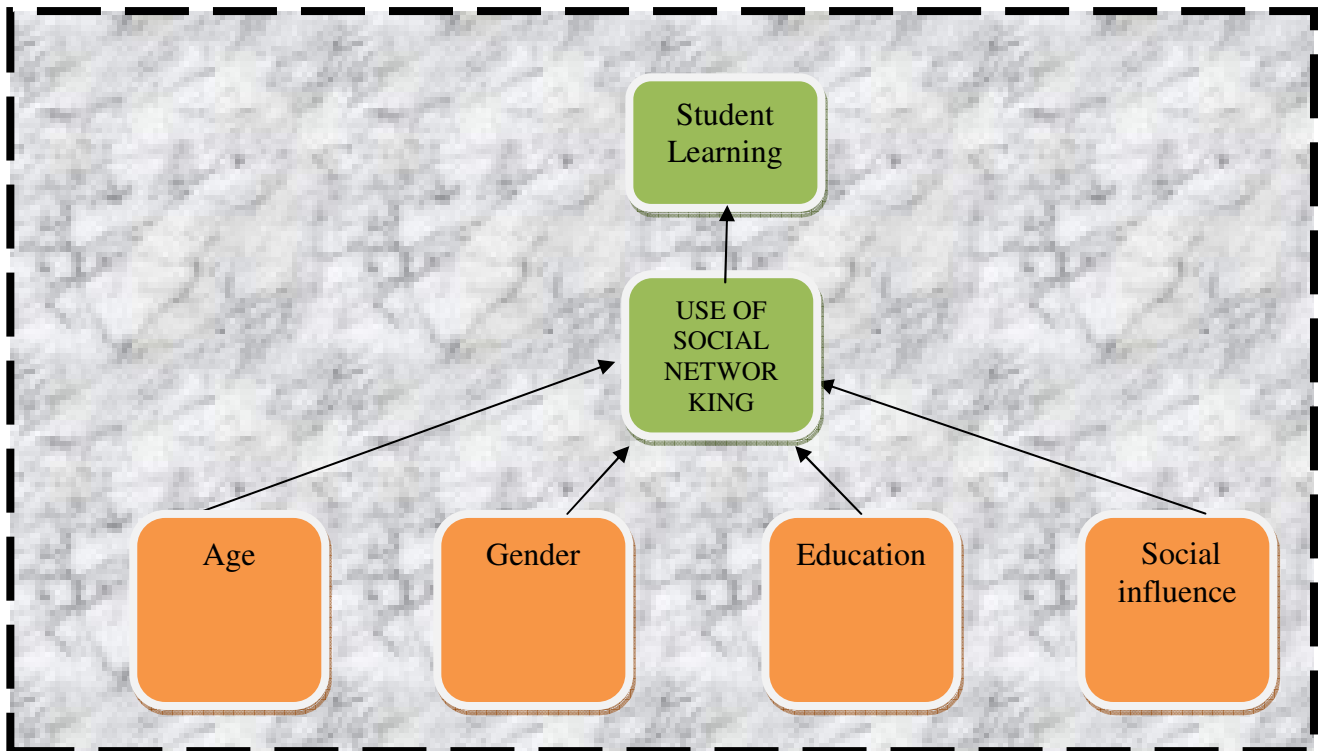 Student
Learning
USE OF
SOCIAL
NETWOR
KING
Age
Gender
Education
Social
influence